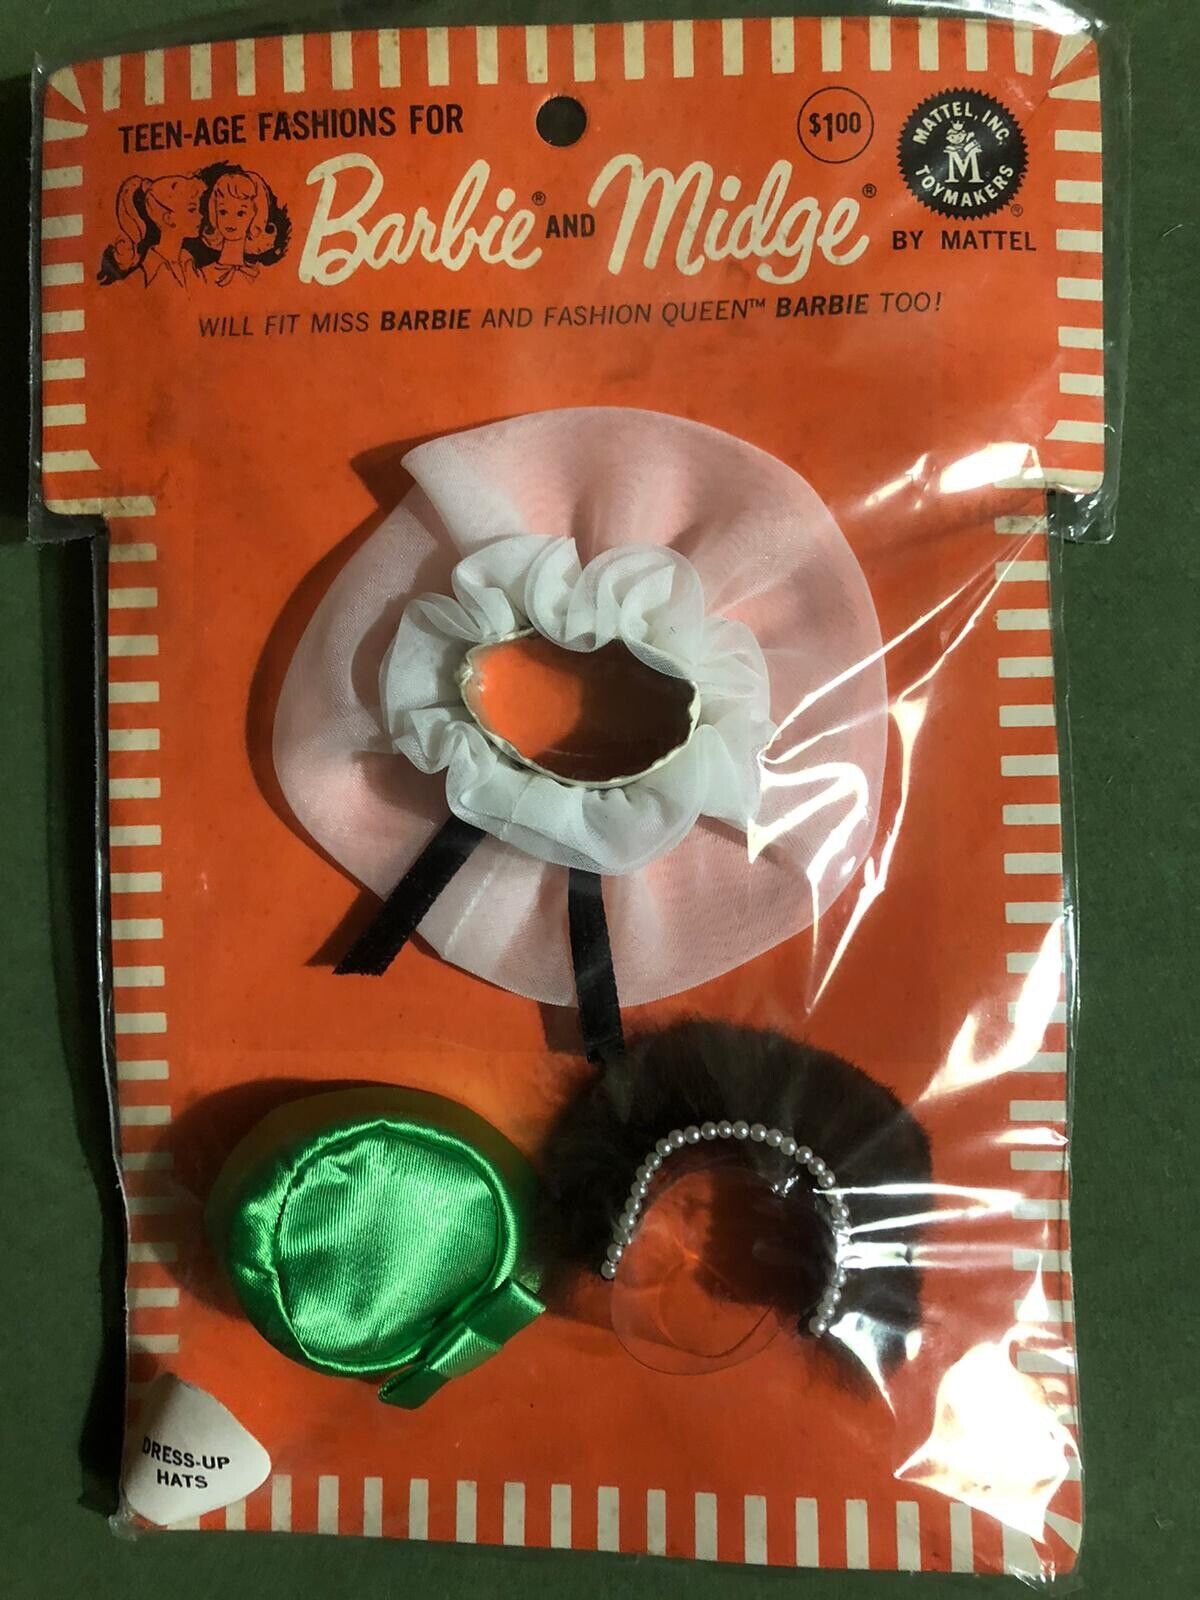 TEEN-AGE FASHIONS FOR
$1.00
MATTEL, INC.
M
TOYMAKERS
®
Barbie® AND Midge®
BY MATTEL
WILL FIT MISS BARBIE AND FASHION QUEEN™ BARBIE TOO!
DRESS-UP
HATS